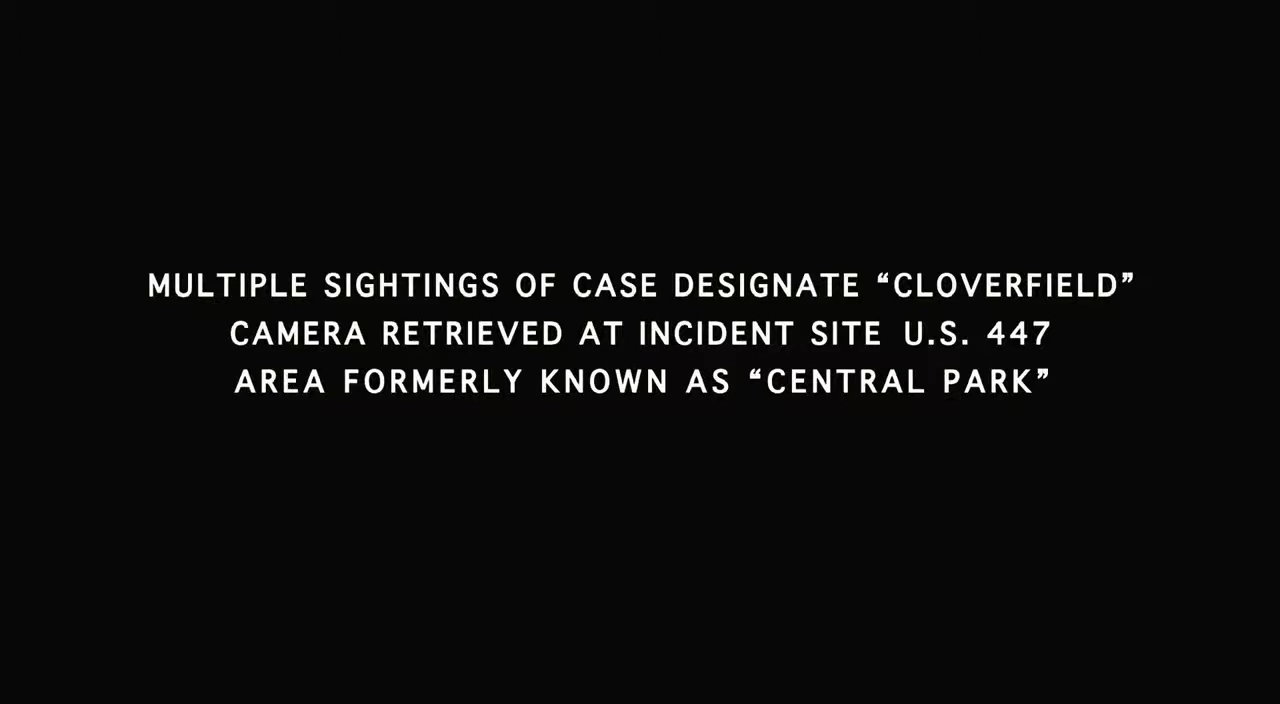 MULTIPLE SIGHTINGS OF CASE DESIGNATE “CLOVERFIELD”
CAMERA RETRIEVED AT INCIDENT SITE U.S. 447
AREA FORMERLY KNOWN AS “CENTRAL PARK”